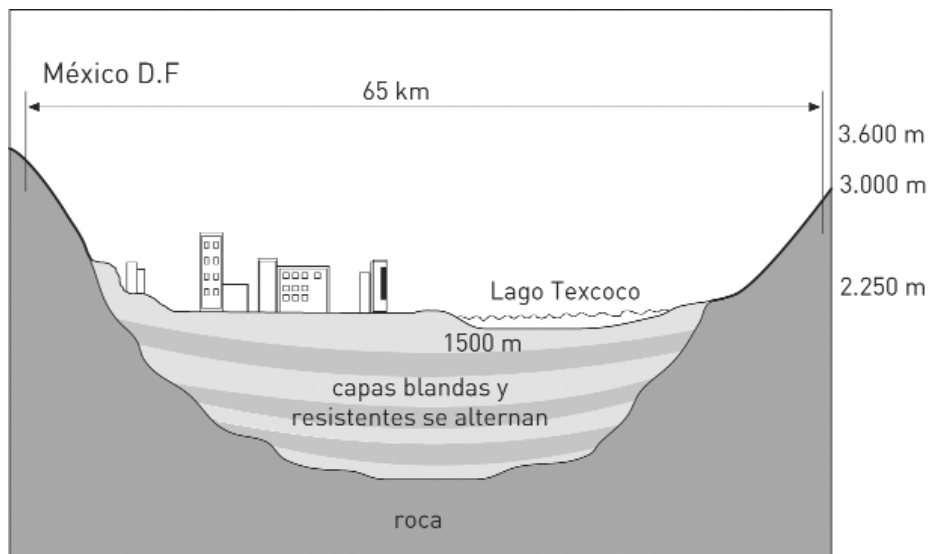 México D.F
65 km
3.600 m
3.000 m
2.250 m
Lago Texcoco
1500 m
capas blandas y
resistentes se alternan
roca